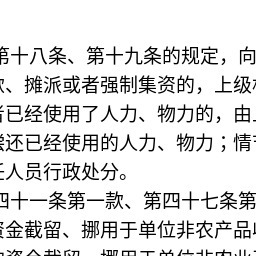 第十八条、第十九条的规定，向
款、摊派或者强制集资的，上级
者已经使用了人力、物力的，由
偿还已经使用的人力、物力；情
任人员行政处分。
四十一条第一款、第四十七条第
资金截留、挪用于单位非农产品